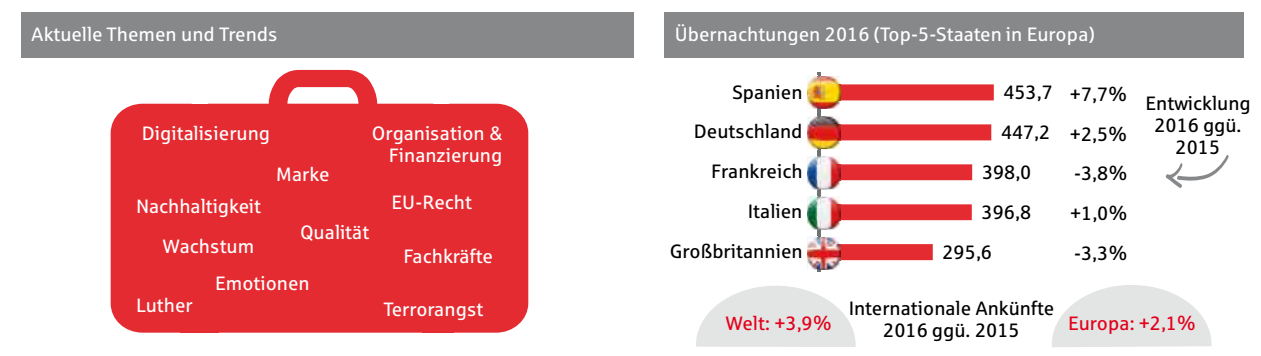 Aktuelle Themen und Trends
Digitalisierung
Organisation &
Finanzierung
Marke
Nachhaltigkeit
EU-Recht
Qualität
Wachstum
Fachkräfte
Emotionen
Luther
Terrorangst
Übernachtungen 2016 (Top-5-Staaten in Europa)
Spanien 453,7 +7,7%
Deutschland 447,2 +2,5%
Frankreich 398,0 -3,8%
Italien 396,8 +1,0%
Großbritannien 295,6 -3,3%
Entwicklung
2016 ggü.
2015
Welt: +3,9%
Internationale Ankünfte
2016 ggü. 2015
Europa: +2,1%